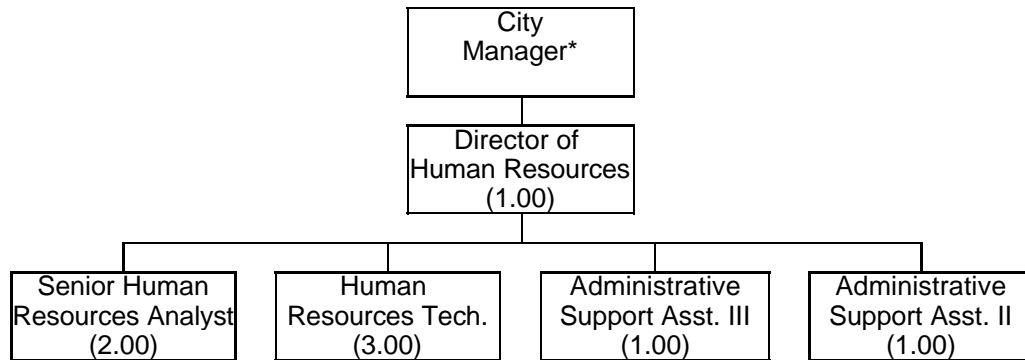 City
Manager*
Director of
Human Resources
(1.00)
Senior Human
Resources Analyst
(2.00)
Human
Resources Tech.
(3.00)
Administrative
Support Asst. III
(1.00)
Administrative
Support Asst. II
(1.00)